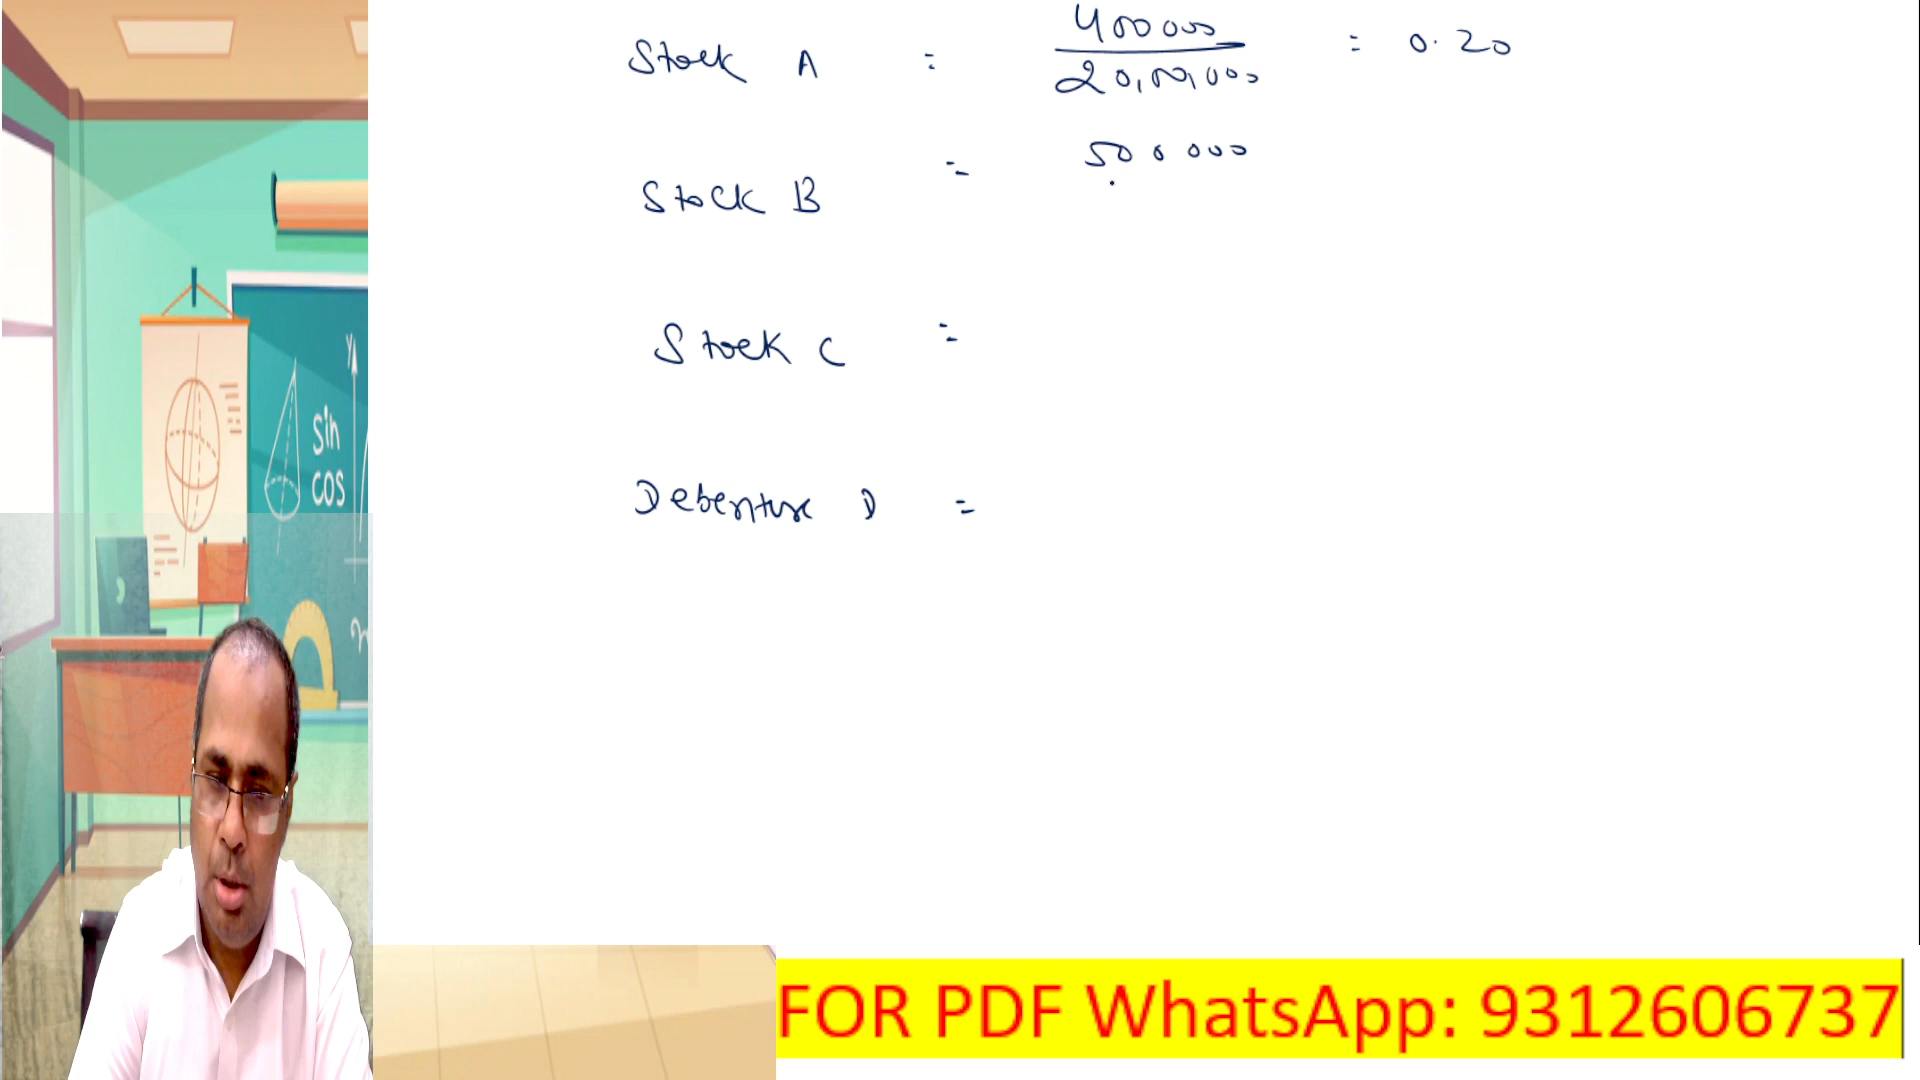 Stock A = 400000 / 20,00,000 = 0.20
Stock B = 500000
Stock C =
Debenture D =
sin
cos
y
FOR PDF WhatsApp: 9312606737